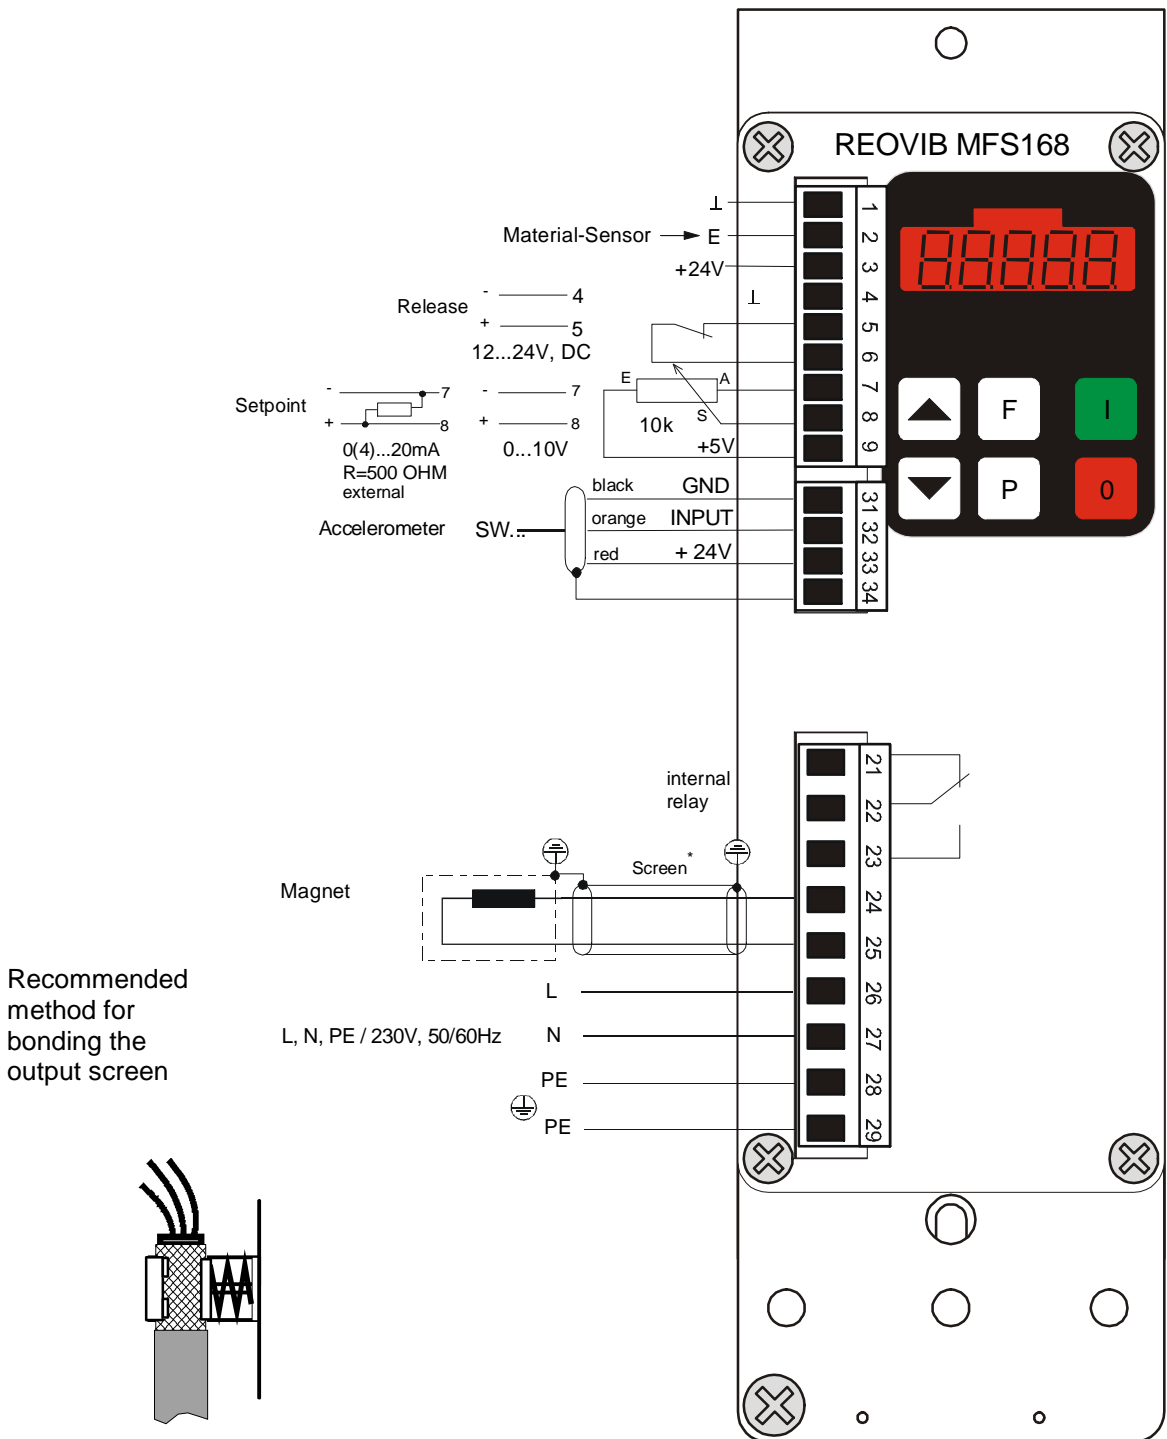 REOVIB MFS168
⊥
1
Material-Sensor E
2
+24V
3
- 4
⊥
4
Release
+ 5
5
12...24V, DC
6
E A
- 7
- 7
7
Setpoint
S
+ 8
+ 8
10k
8
0(4)...20mA
0...10V
+5V
9
R=500 OHM
external
F
I
P
0
black GND
31
Accelerometer SW... orange INPUT
32
red + 24V
33
34
21
internal
relay
22
Screen*
23
Magnet
24
25
Recommended
method for
bonding the
output screen
L
26
L, N, PE / 230V, 50/60Hz N
27
PE
28
PE
29